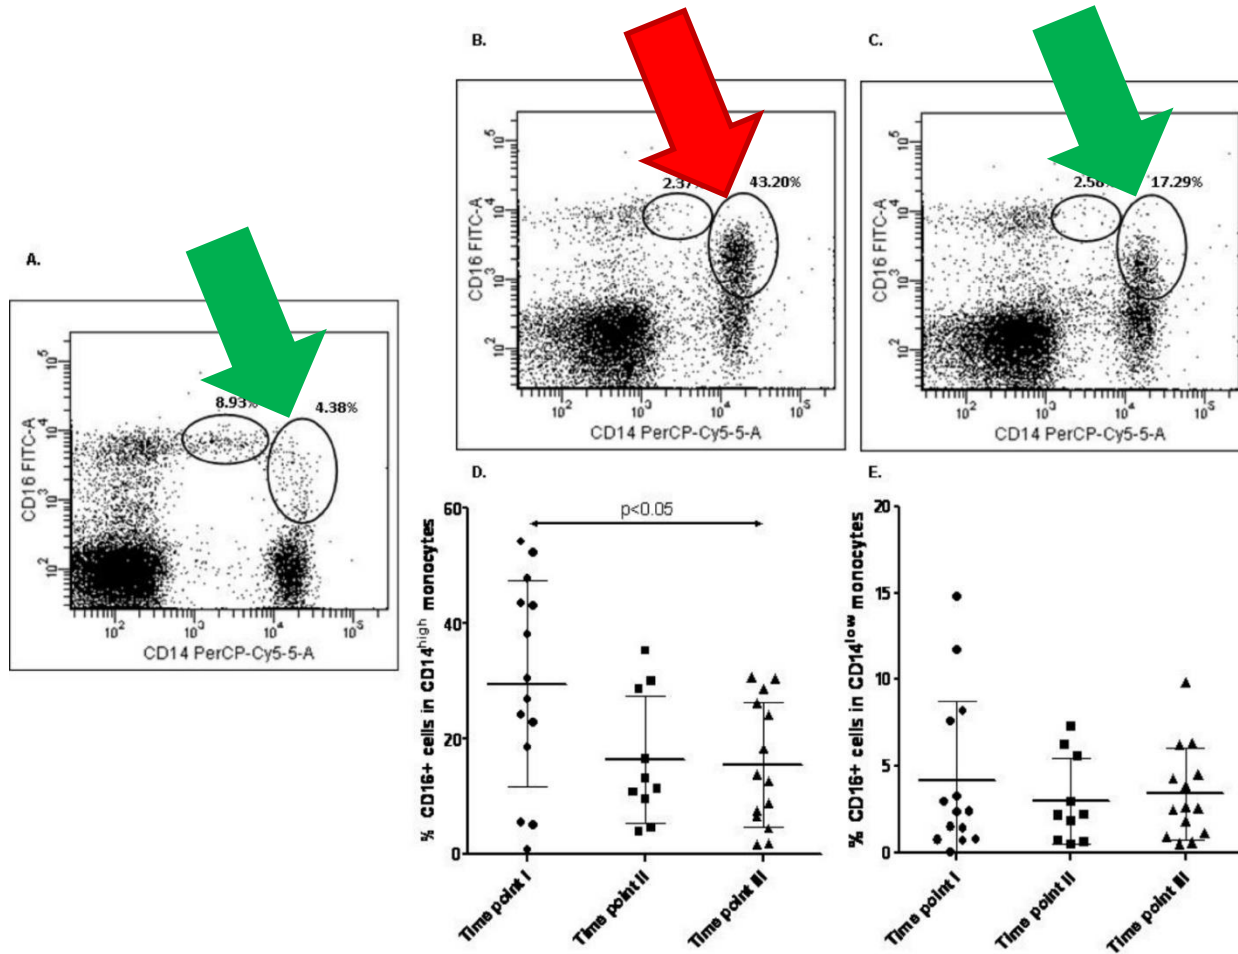 B.
C.
10^5
10^4
10^3
10^2
CD16 FITC-A
2.37%
43.20%
10^2
10^3
10^4
10^5
CD14 PerCP-Cy5-5-A
10^5
10^4
10^3
10^2
CD16 FITC-A
2.58%
17.29%
10^2
10^3
10^4
10^5
CD14 PerCP-Cy5-5-A
A.
10^5
10^4
10^3
10^2
CD16 FITC-A
8.93%
4.38%
10^2
10^3
10^4
10^5
CD14 PerCP-Cy5-5-A
D.
% CD16+ cells in CD14^high monocytes
60
40
20
0
p<0.05
Time point I
Time point II
Time point III
E.
% CD16+ cells in CD14^low monocytes
20
15
10
5
0
Time point I
Time point II
Time point III